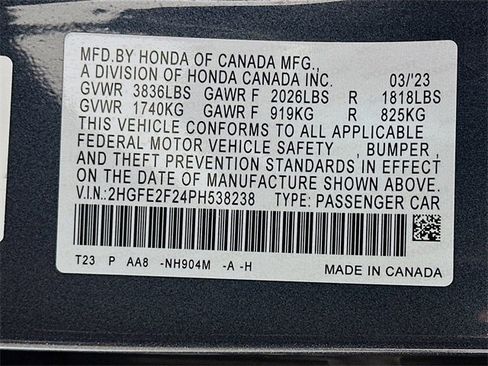 MFD.BY HONDA OF CANADA MFG.,
A DIVISION OF HONDA CANADA INC. 03/'23
GVWR 3836LBS GAWR F 2026LBS R 1818LBS
GVWR 1740KG GAWR F 919KG R 825KG
THIS VEHICLE CONFORMS TO ALL APPLICABLE
FEDERAL MOTOR VEHICLE SAFETY , BUMPER ,
AND THEFT PREVENTION STANDARDS IN EFFECT
ON THE DATE OF MANUFACTURE SHOWN ABOVE.
V.I.N.:2HGFE2F24PH538238 TYPE: PASSENGER CAR
T23 P AA8 -NH904M -A -H MADE IN CANADA